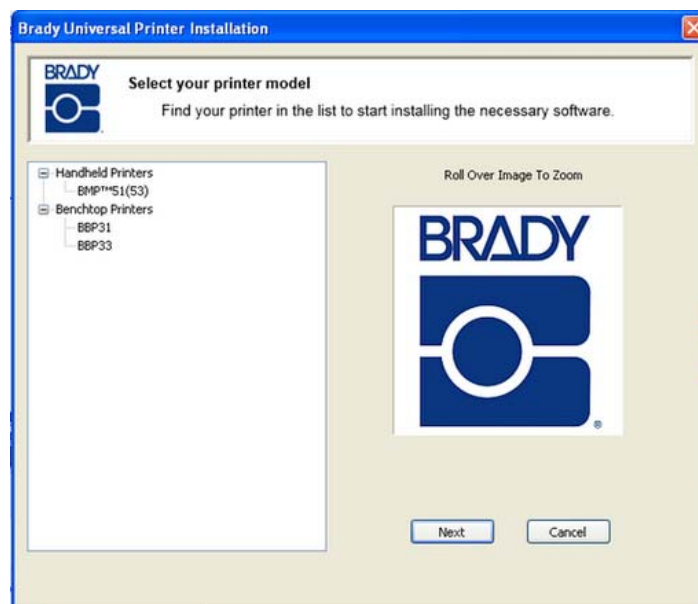 Brady Universal Printer Installation
BRADY
Select your printer model
Find your printer in the list to start installing the necessary software.
Handheld Printers
BMP™51(53)
Benchtop Printers
BBP31
BBP33
Roll Over Image To Zoom
BRADY
®
Next
Cancel